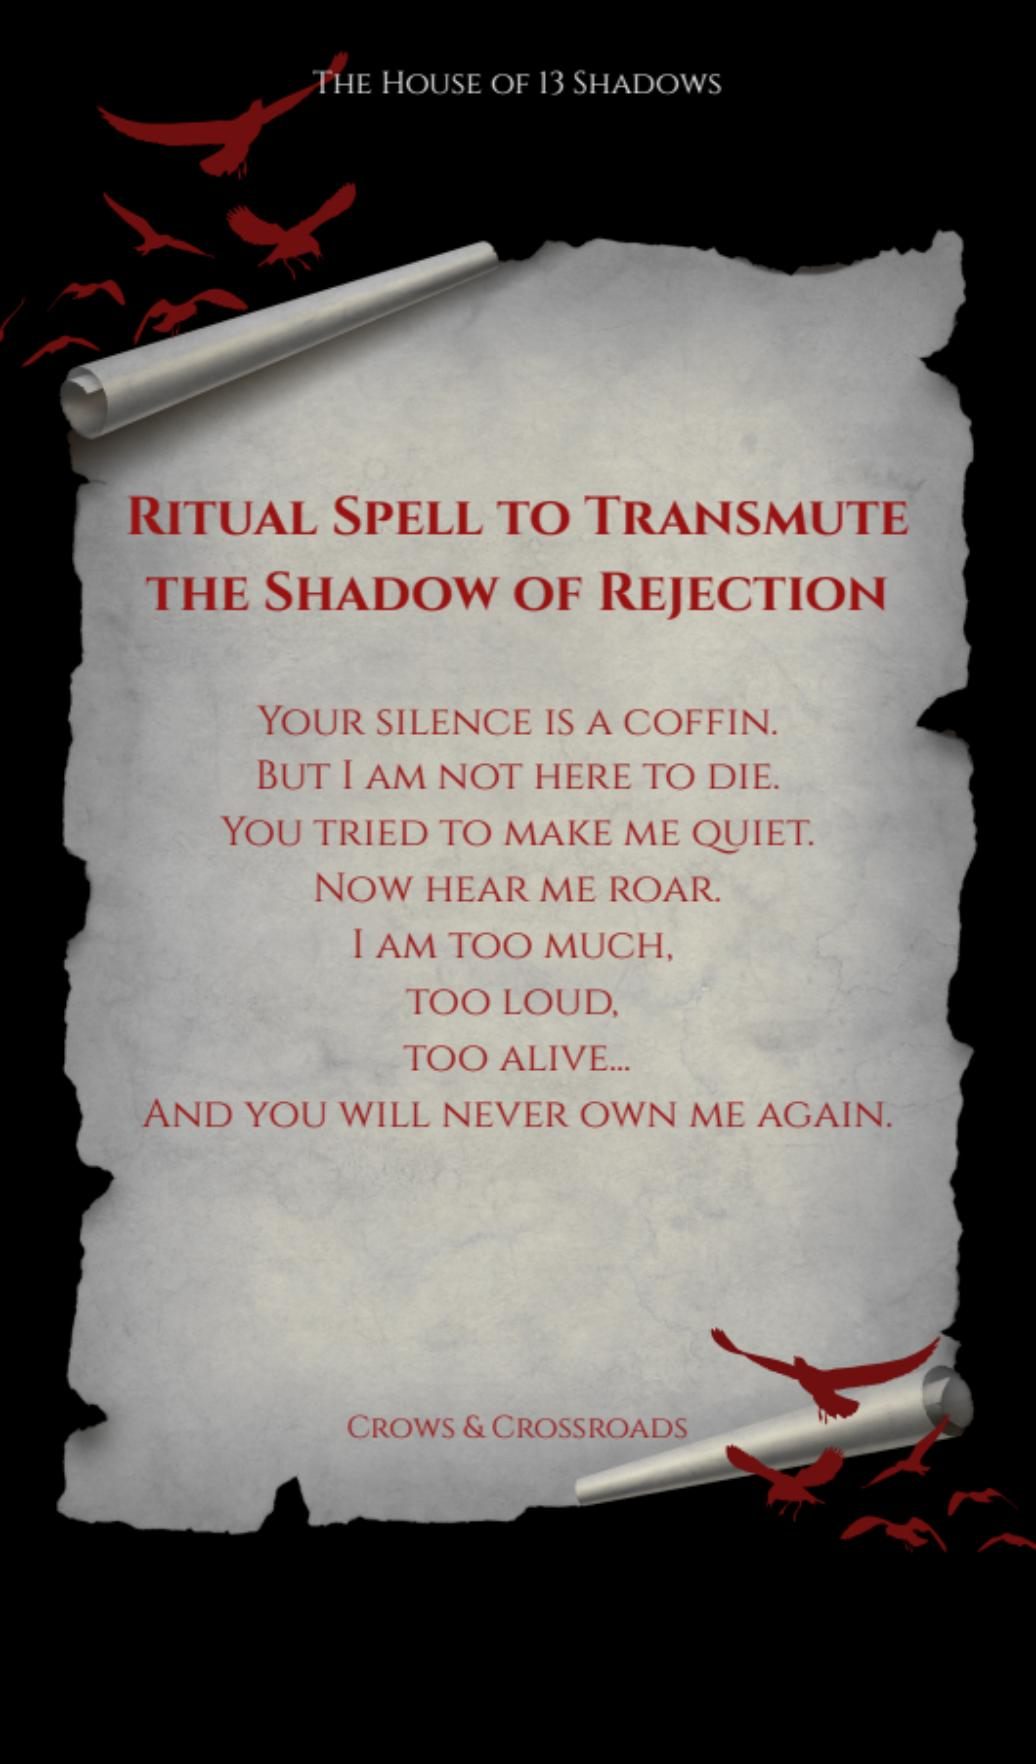 The House of 13 Shadows
Ritual Spell to Transmute
the Shadow of Rejection
Your silence is a coffin.
But I am not here to die.
You tried to make me quiet.
Now hear me roar.
I am too much,
too loud,
too alive...
And you will never own me again.
Crows & Crossroads